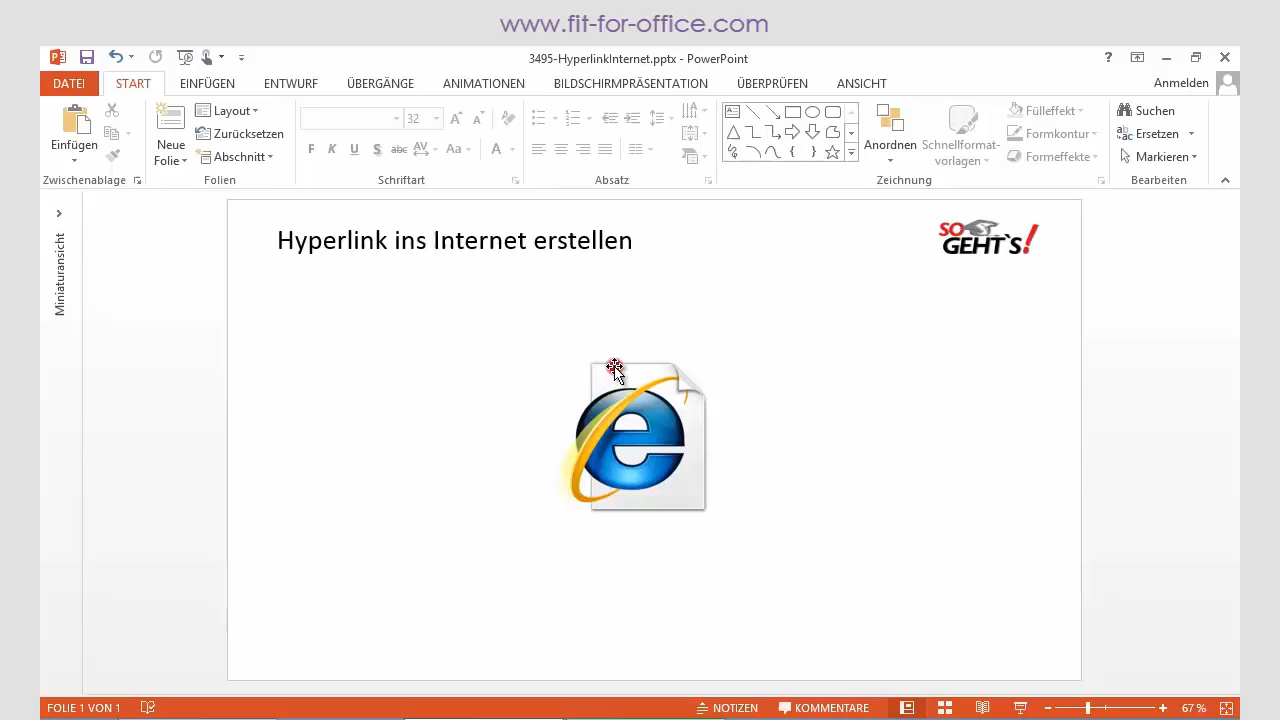 www.fit-for-office.com
3495-HyperlinkInternet.pptx - PowerPoint
?
DATEI START EINFÜGEN ENTWURF ÜBERGÄNGE ANIMATIONEN BILDSCHIRMPRÄSENTATION ÜBERPRÜFEN ANSICHT Anmelden
Einfügen
Zwischenablage
Neue
Folie
Layout
Zurücksetzen
Abschnitt
Folien
32
F K U S abc AV Aa A
Schriftart
Absatz
Anordnen
Schnellformat-
vorlagen
Fülleffekt
Formkontur
Formeffekte
Zeichnung
Suchen
Ersetzen
Markieren
Bearbeiten
Miniaturansicht
Hyperlink ins Internet erstellen
SO
GEHT`S!
FOLIE 1 VON 1 NOTIZEN KOMMENTARE 67 %